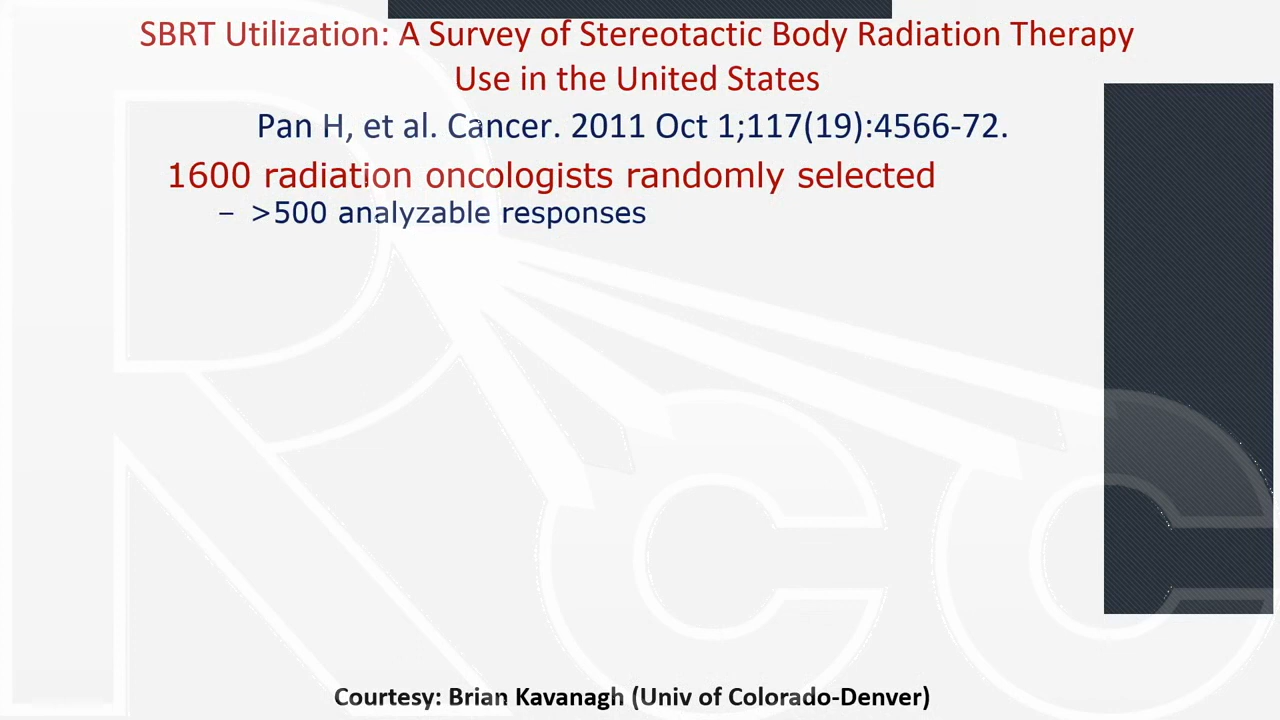 SBRT Utilization: A Survey of Stereotactic Body Radiation Therapy
Use in the United States
Pan H, et al. Cancer. 2011 Oct 1;117(19):4566-72.
1600 radiation oncologists randomly selected
– >500 analyzable responses
Rcc
Courtesy: Brian Kavanagh (Univ of Colorado-Denver)